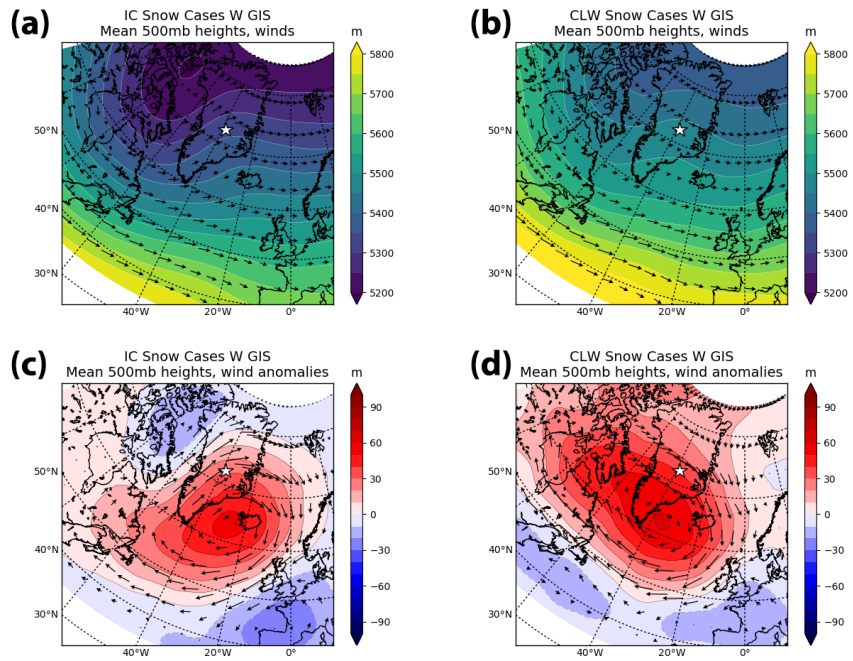 (a)
IC Snow Cases W GIS
Mean 500mb heights, winds
m
5800
5700
5600
5500
5400
5300
5200
50°N
40°N
30°N
40°W
20°W
0°
(b)
CLW Snow Cases W GIS
Mean 500mb heights, winds
m
5800
5700
5600
5500
5400
5300
5200
50°N
40°N
30°N
40°W
20°W
0°
(c)
IC Snow Cases W GIS
Mean 500mb heights, wind anomalies
m
90
60
30
0
−30
−60
−90
50°N
40°N
30°N
40°W
20°W
0°
(d)
CLW Snow Cases W GIS
Mean 500mb heights, wind anomalies
m
90
60
30
0
−30
−60
−90
50°N
40°N
30°N
40°W
20°W
0°